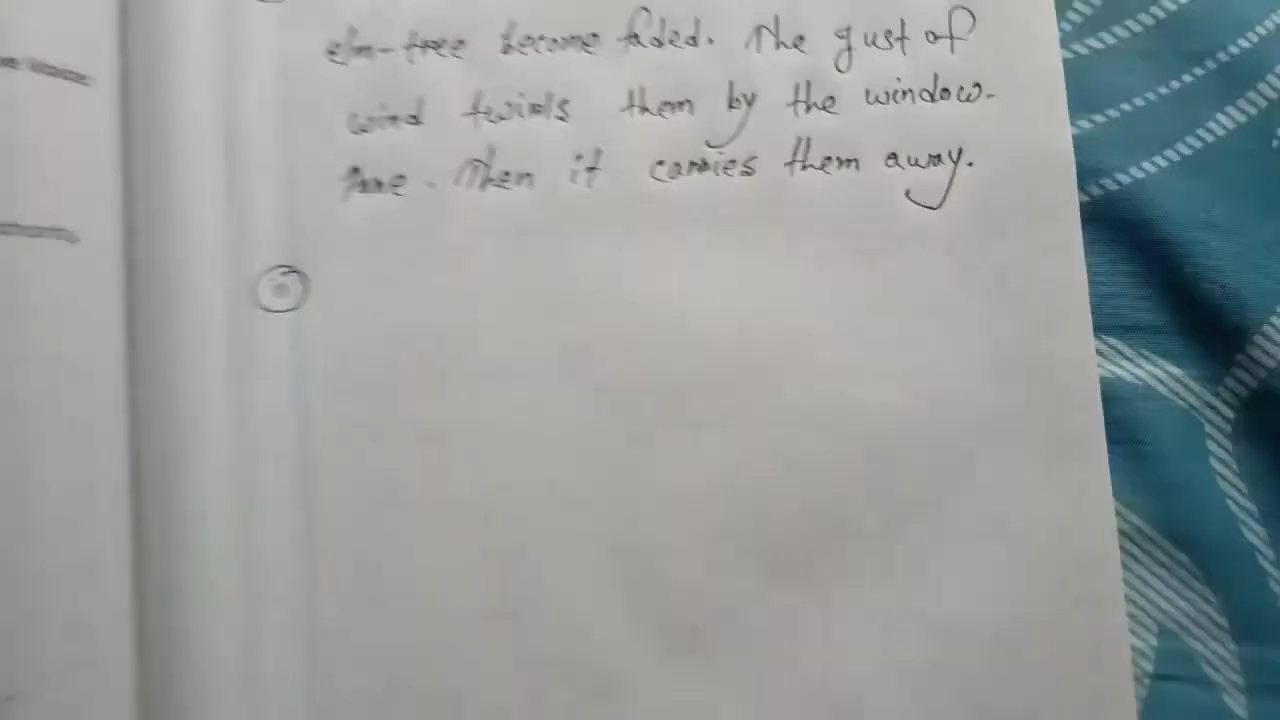 elm-tree become faded. The gust of
wind twirls them by the window-
pane. Then it carries them away.